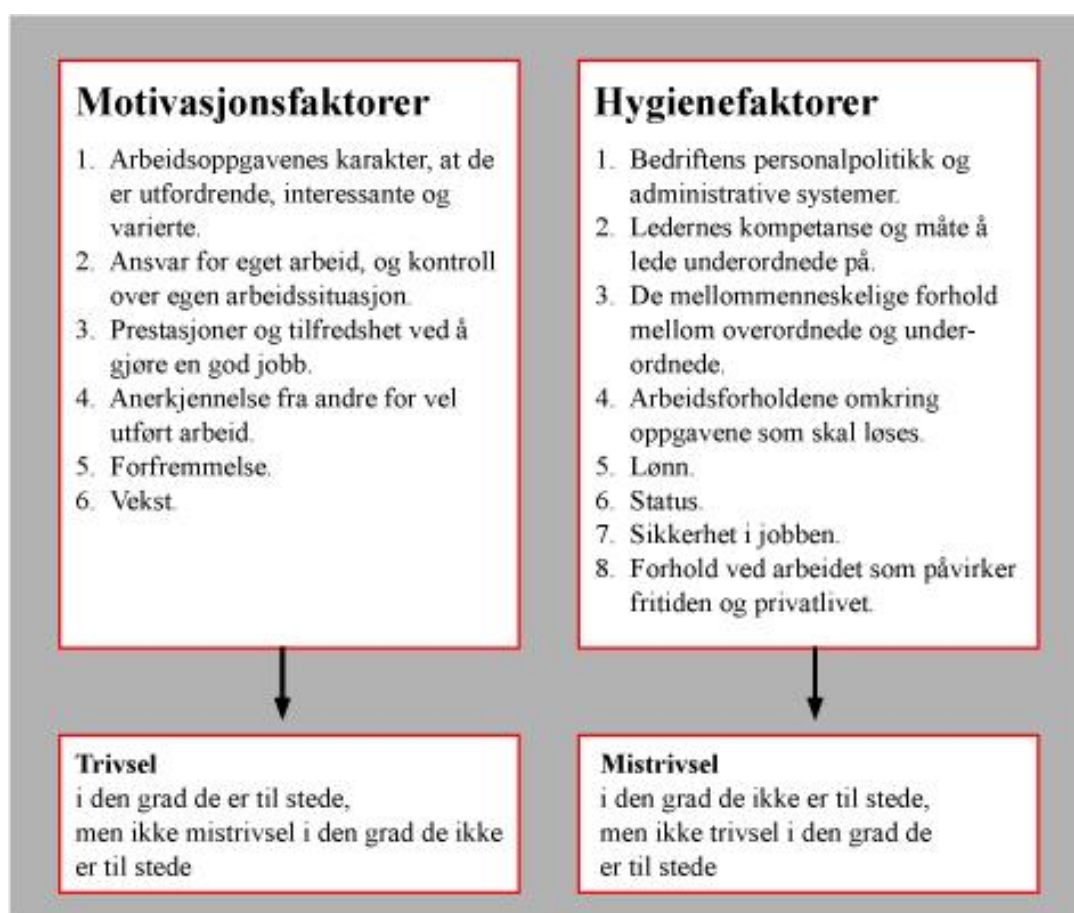 Motivasjonsfaktorer
1. Arbeidsoppgavenes karakter, at de
er utfordrende, interessante og
varierte.
2. Ansvar for eget arbeid, og kontroll
over egen arbeidssituasjon.
3. Prestasjoner og tilfredshet ved å
gjøre en god jobb.
4. Anerkjennelse fra andre for vel
utført arbeid.
5. Forfremmelse.
6. Vekst.
Hygienefaktorer
1. Bedriftens personalpolitikk og
administrative systemer.
2. Ledernes kompetanse og måte å
lede underordnede på.
3. De mellommenneskelige forhold
mellom overordnede og under-
ordnede.
4. Arbeidsforholdene omkring
oppgavene som skal løses.
5. Lønn.
6. Status.
7. Sikkerhet i jobben.
8. Forhold ved arbeidet som påvirker
fritiden og privatlivet.
Trivsel
i den grad de er til stede,
men ikke mistrivsel i den grad de ikke
er til stede
Mistrivsel
i den grad de ikke er til stede,
men ikke trivsel i den grad de
er til stede